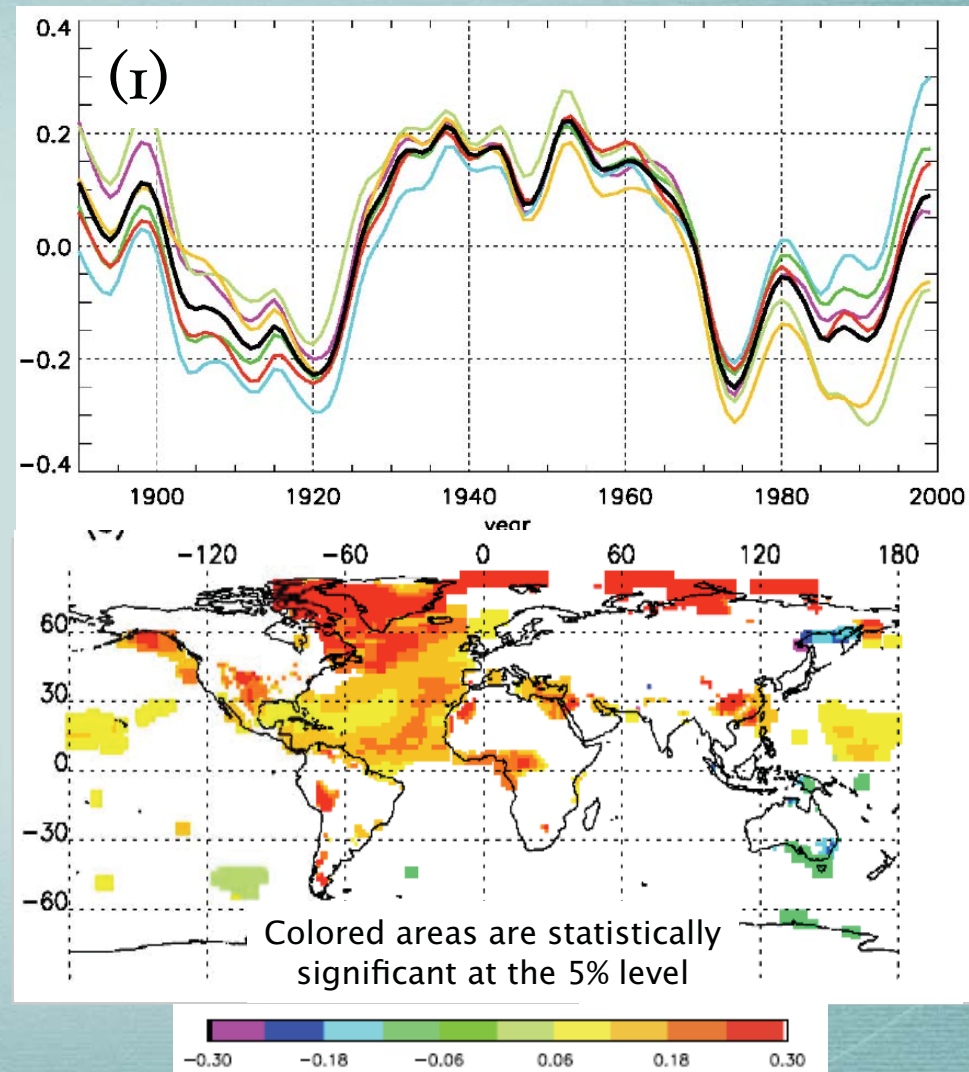 0.4
(I)
0.2
0.0
−0.2
−0.4
1900 1920 1940 1960 1980 2000
year
−120 −60 0 60 120 180
60
30
0
−30
−60
Colored areas are statistically
significant at the 5% level
−0.30 −0.18 −0.06 0.06 0.18 0.30